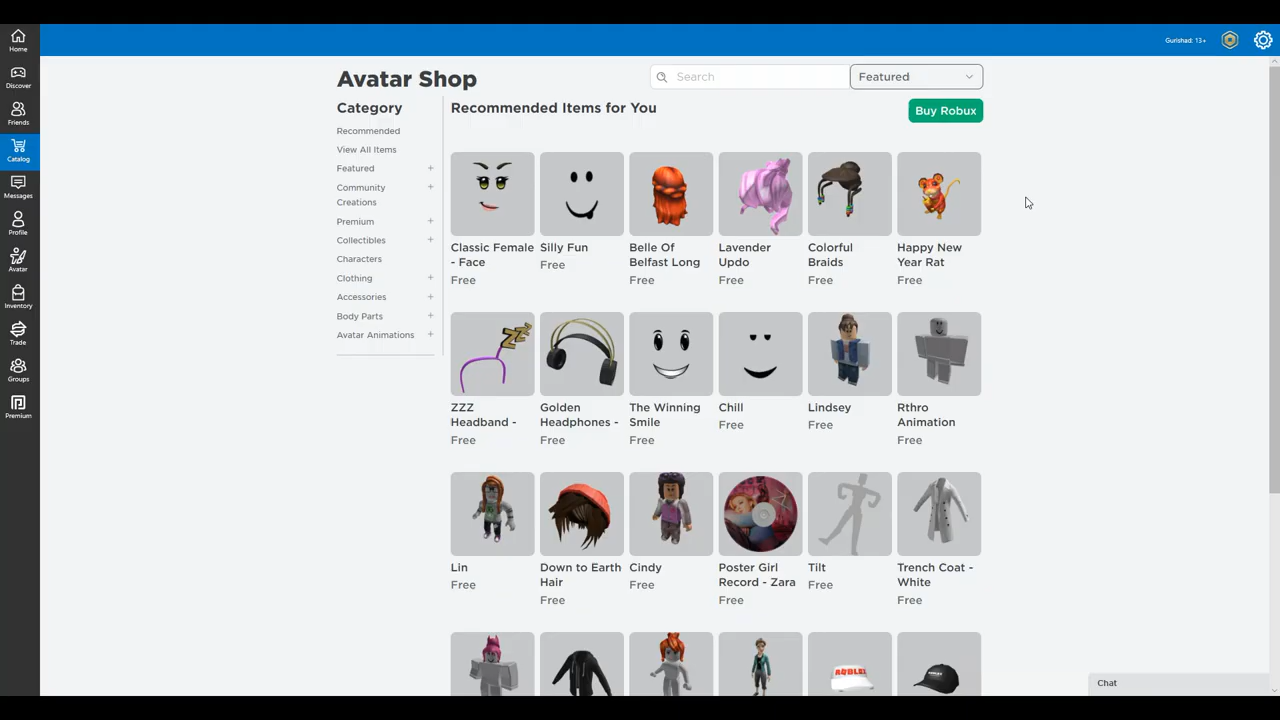 Home
Discover
Friends
Catalog
Messages
Profile
Avatar
Inventory
Trade
Groups
Premium
Gurishad: 13+
Avatar Shop
Search
Featured
Category
Recommended
View All Items
Featured +
Community +
Creations
Premium +
Collectibles +
Characters
Clothing +
Accessories +
Body Parts +
Avatar Animations +
Recommended Items for You
Buy Robux
Classic Female
- Face
Free
Silly Fun
Free
Belle Of
Belfast Long
Free
Lavender
Updo
Free
Colorful
Braids
Free
Happy New
Year Rat
Free
ZZZ
Headband -
Free
Golden
Headphones -
Free
The Winning
Smile
Free
Chill
Free
Lindsey
Free
Rthro
Animation
Free
Lin
Free
Down to Earth
Hair
Free
Cindy
Free
Poster Girl
Record - Zara
Free
Tilt
Free
Trench Coat -
White
Free
ROBLOX
Chat